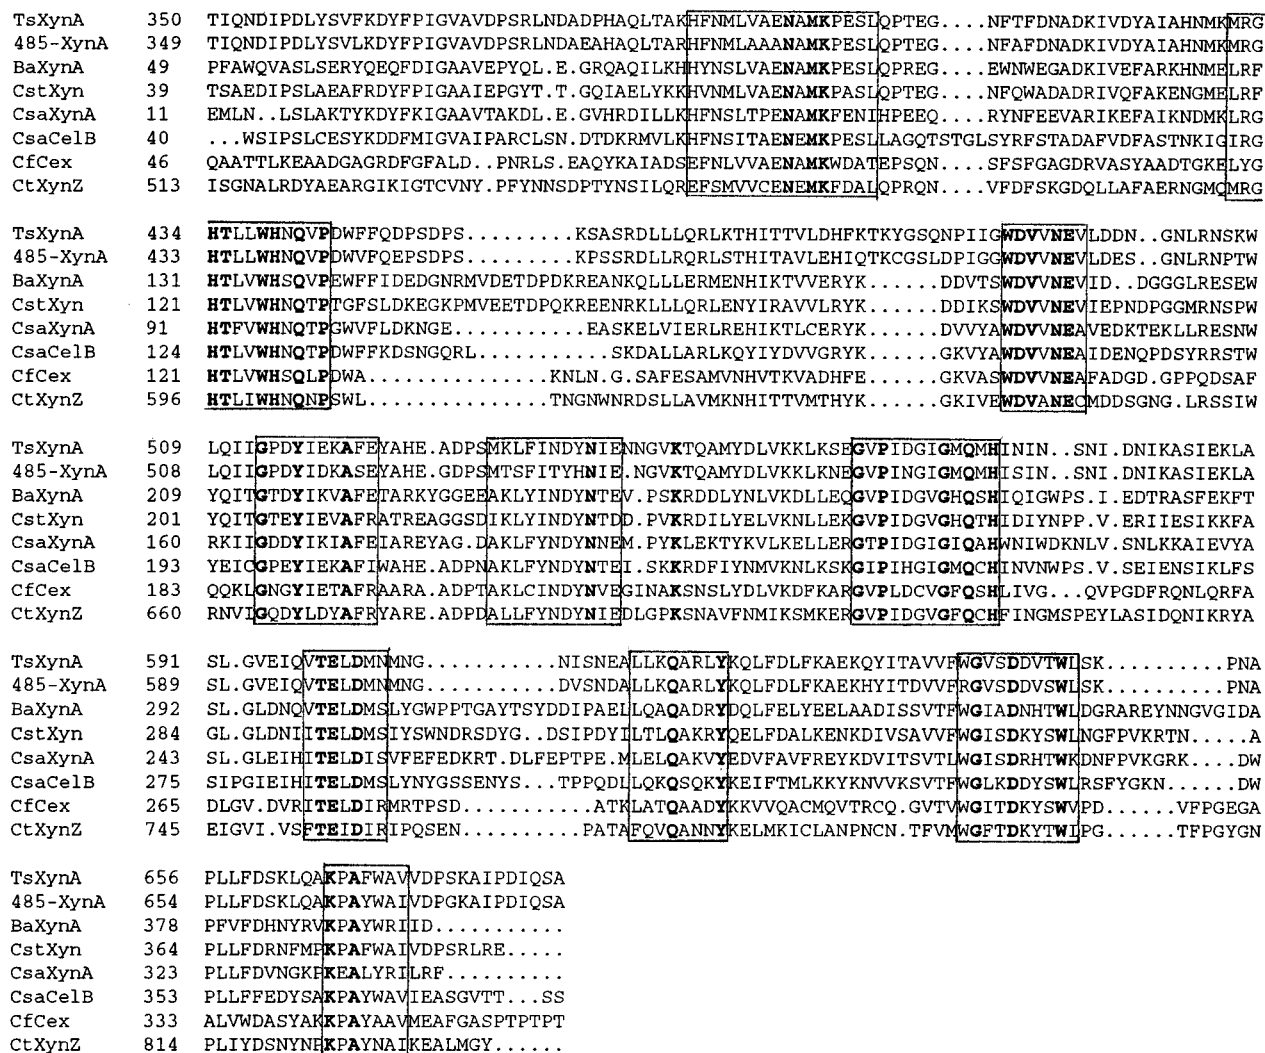 TsXynA 350 TIQNDIPDLYSVFKDYFPIGVAVDPSRLNDADPHAQLTAKHFNMLVAENAMKPESLQPTEG....NFTFDNADKIVDYAIAHNMKMRG
485-XynA 349 TIQNDIPDLYSVLKDYFPIGVAVDPSRLNDAEAHAQLTARHFNMLAAANAMKPESLQPTEG....NFAFDNADKIVDYAIAHNMKMRG
BaXynA 49 PFAWQVASLSERYQEQFDIGAAVEPYQL.E.GRQAQILKHHYNSLVAENAMKPESLQPREG....EWNWEGADKIVEFARKHNMELRF
CstXyn 39 TSAEDIPSLAEAFRDYFPIGAAIEPGYT.T.GQIAELYKKHVNMLVAENAMKPASLQPTEG....NFQWADADRIVQFAKENGMELRF
CsaXynA 11 EMLN..LSLAKTYKDYFKIGAAVTAKDL.E.GVHRDILLKHFNSLTPENAMKFENIHPEEQ....RYNFEEVARIKEFAIKNDMKLRG
CsaCelB 40 ...WSIPSLCESYKDDFMIGVAIPARCLSN.DTDKRMVLKHFNSITAENEMKPESLLAGQTSTGLSYRFSTADAFVDFASTNKIGIRG
CfCex 46 QAATTLKEAADGAGRDFGFALD..PNRLS.EAQYKAIADSEFNLVVAENAMKWDATEPSQN....SFSFGAGDRVASYAADTGKELYG
CtXynZ 513 ISGNALRDYAEARGIKIGTCVNY.PFYNNSDPTYNSILQREFSMVVCENEMKFDALQPRQN....VFDFSKGDQLLAFAERNGMQMRG
TsXynA 434 HTLLWHNQVPDWFFQDPSDPS.........KSASRDLLLQRLKTHITTVLDHFKTKYGSQNPIIGWDVVNEVLDDN..GNLRNSKW
485-XynA 433 HTLLWHNQVPDWVFQEPSDPS.........KPSSRDLLRQRLSTHITAVLEHIQTKCGSLDPIGGWDVVNEVLDES..GNLRNPTW
BaXynA 131 HTLVWHSQVPEWFFIDEDGNRMVDETDPDKREANKQLLLERMENHIKTVVERYK......DDVTSWDVVNEVID..DGGGLRESEW
CstXyn 121 HTLVWHNQTPTGFSLDKEGKPMVEETDPQKREENRKLLLQRLENYIRAVVLRYK......DDIKSWDVVNEVIEPNDPGGMRNSPW
CsaXynA 91 HTFVWHNQTPGWVFLDKNGE...........EASKELVIERLREHIKTLCERYK......DVVYAWDVVNEAVEDKTEKLLRESNW
CsaCelB 124 HTLVWHNQTPDWFFKDSNGQRL...........SKDALLARLKQYIYDVVGRYK......GKVYAWDVVNEAIDENQPDSYRRSTW
CfCex 121 HTLVWHSQLPDWA...............KNLN.G.SAFESAMVNHVTKVADHFE......GKVASWDVVNEAFADGD.GPPQDSAF
CtXynZ 596 HTLIWHNQNPSWL...............TNGNWNRDSLLAVMKNHITTVMTHYK......GKIVEWDVANECMDDSGNG.LRSSIW
TsXynA 509 LQIIGPDYIEKAFEYAHE.ADPSMKLFINDYNIENNGVKTQAMYDLVKKLKSEGVPIDGIGMQMHININ..SNI.DNIKASIEKLA
485-XynA 508 LQIIGPDYIDKASEYAHE.GDPSMTSFITYHNIE.NGVKTQAMYDLVKKLKSEGVPINGIGMQMHISIN..SNI.DNIKASIEKLA
BaXynA 209 YQITGTDYIKVAFETARKYGGEEAKLYINDYNTEV.PSKRDDLYNLVKDLLEQGVPIDGVGHQSHIQIGWPS.I.EDTRASFEKFT
CstXyn 201 YQITGTEYIEVAFRATREAGGSDIKLYINDYNTDD.PVKRDILYELVKNLLEKGVPIDGVGHQTHIDIYNPP.V.ERIIESIKKFA
CsaXynA 160 RKIIGDDYIKIAFEIAREYAG.DAKLFYNDYNNEM.PYKLEKTYKVLKELLERGTPIDGIGIQAHWNIWDKNLV.SNLKKAIEVYA
CsaCelB 193 YEICGPEYIEKAFIWAHE.ADPNAKLFYNDYNTEI.SKKRDFIYNMVKNLKSKGIPIHGIGMQCHINVNWPS.V.SEIENSIKLFS
CfCex 183 QQKLGNGYIETAFRAARA.ADPTAKLCINDYNVEGINAKSNSLYDLVKDFKARGVPLDCVGFQSHLIVG...QVPGDFRQNLQRFA
CtXynZ 660 RNVIGQDYLDYAFRYAREADPDALLFYNDYNIEDLGPKSNAVFNMIKSMKERGVPIDGVGFQCHFINGMSPEYLASIDQNIKRYA
TsXynA 591 SL.GVEIQVTELDMNMNG.........NISNEALLKQARLYKQLFDLFKAEKQYITAVVFWGVSDDVTWLSK..........PNA
485-XynA 589 SL.GVEIQVTELDMNMNG.........DVSNDALLKQARLYKQLFDLFKAEKHYITDVVFRGVSDDVSWLSK..........PNA
BaXynA 292 SL.GLDNQVTELDMSLYGWPPTGAYTSYDDIPAELLQAQADRYDQLFELYEELAADISSVTFWGIADNHTWLDGRAREYNNGVGIDA
CstXyn 284 GL.GLDNIITELDMSIYSWNDRSDYG..DSIPDYILTLQAKRYQELFDALKENKDIVSAVVFWGISDKYSWLNGFPVKRTN.....A
CsaXynA 243 SL.GLEIHITELDISVFEFEDKRT.DLFEPTPE.MLELQAKVYEDVFAVFREYKDVITSVTLWGISDRHTWKDNFPVKGRK....DW
CsaCelB 275 SIPGIEIHITELDMSLYNYGSSENYS..TPPQDLLQKQSQKYKEIFTMLKKYKNVVKSVTFWGLKDDYSWLRSFYGKN.....DW
CfCex 265 DLGV.DVRITELDIRMRTPSD...........ATKLATQAADYKKVVQACMQVTRCQ.GVTVWGITDKYSWVPD......VFPGEGA
CtXynZ 745 EIGVI.VSFTEIDIRIPQSEN..........PATAFQVQANNYKELMKICLANPNCN.TFVMWGFTDKYTWIPG......TFPGYGN
TsXynA 656 PLLFDSKLQAKPAFWAVVDPSKAIPDIQSA
485-XynA 654 PLLFDSKLQAKPAYWAIVDPGKAIPDIQSA
BaXynA 378 PFVFDHNYRVKPAYWRIID...........
CstXyn 364 PLLFDRNFMPKPAFWAIVDPSRLRE.....
CsaXynA 323 PLLFDVNGKPKEALYRILRF..........
CsaCelB 353 PLLFFEDYSAKPAYWAVIEASGVTT...SS
CfCex 333 ALVWDASYAKKPAYAAVMEAFGASPTPTPT
CtXynZ 814 PLIYDSNYNPKPAYNAIKEALMGY......